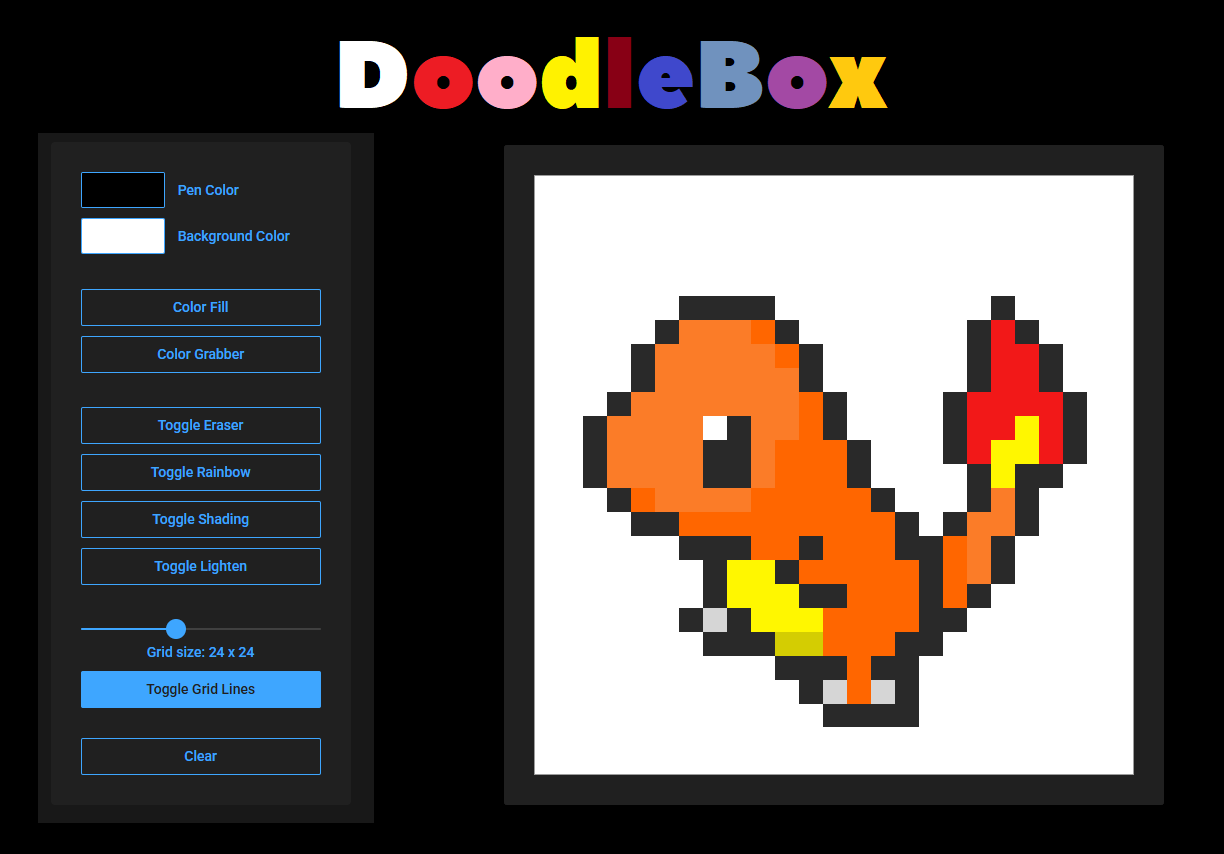 DoodleBox
Pen Color
Background Color
Color Fill
Color Grabber
Toggle Eraser
Toggle Rainbow
Toggle Shading
Toggle Lighten
Grid size: 24 x 24
Toggle Grid Lines
Clear